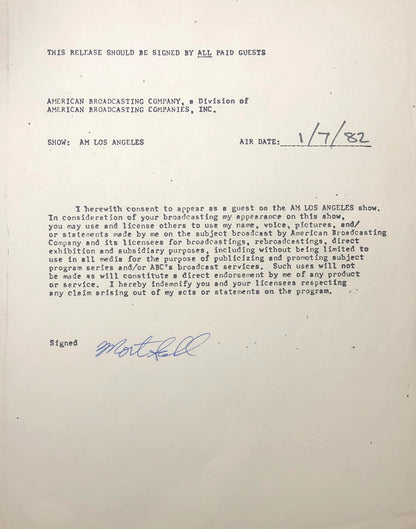 THIS RELEASE SHOULD BE SIGNED BY ALL PAID GUESTS
AMERICAN BROADCASTING COMPANY, a Division of
AMERICAN BROADCASTING COMPANIES, INC.
SHOW: AM LOS ANGELES AIR DATE: 1/7/82
I herewith consent to appear as a guest on the AM LOS ANGELES show.
In consideration of your broadcasting my appearance on this show,
you may use and license others to use my name, voice, pictures, and/
or statements made by me on the subject broadcast by American Broadcasting
Company and its licensees for broadcastings, rebroadcastings, direct
exhibition and subsidiary purposes, including without being limited to
use in all media for the purpose of publicizing and promoting subject
program series and/or ABC's broadcast services. Such uses will not
be made as will constitute a direct endorsement by me of any product
or service. I hereby indemnify you and your licensees respecting
any claim arising out of my acts or statements on the program.
Signed Mort Sahl